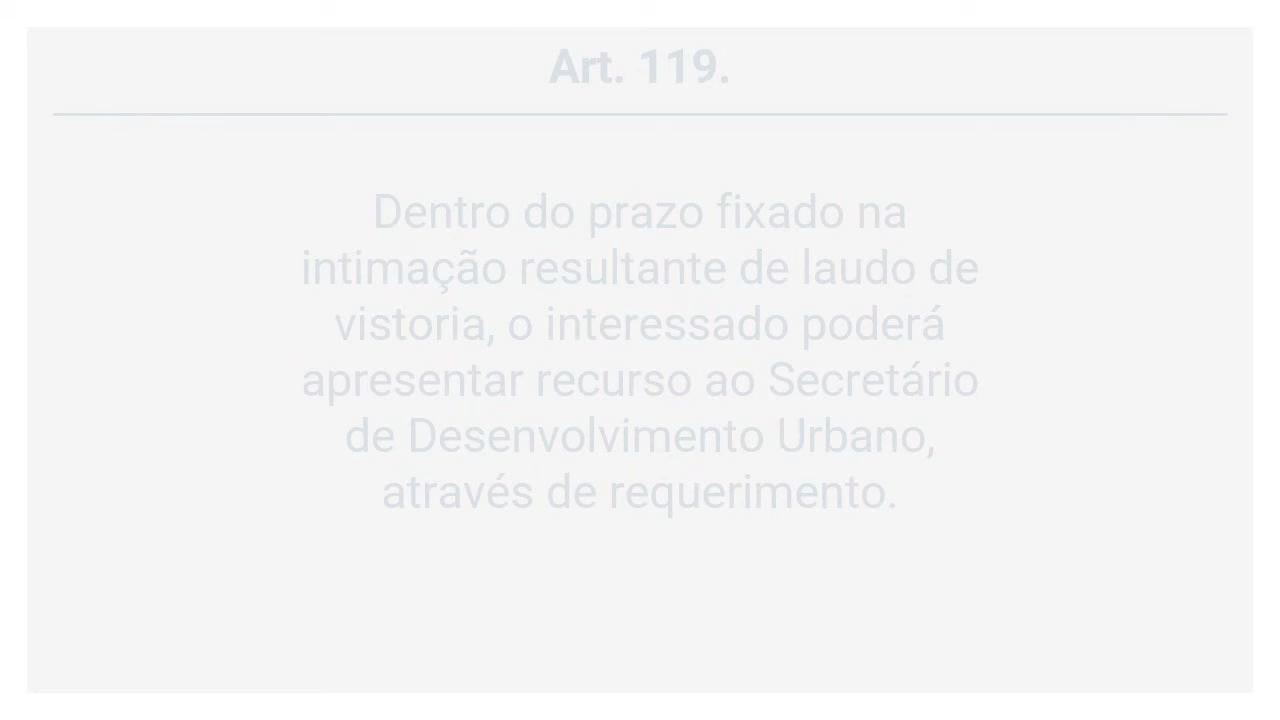 Art. 119.
Dentro do prazo fixado na
intimação resultante de laudo de
vistoria, o interessado poderá
apresentar recurso ao Secretário
de Desenvolvimento Urbano,
através de requerimento.